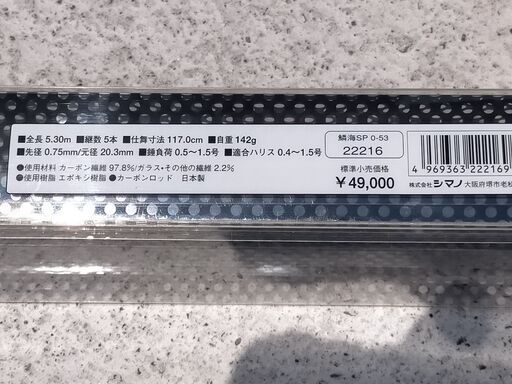 ■全長 5.30m ■継数 5本 ■仕舞寸法 117.0cm ■自重 142g
■先径 0.75mm/元径 20.3mm ■錘負荷 0.5～1.5号 ■適合ハリス 0.4～1.5号
●使用材料 カーボン繊維 97.8%/ガラス・その他の繊維 2.2%
●使用樹脂 エポキシ樹脂 ●カーボンロッド 日本製
鱗海SP 0-53
22216
標準小売価格
￥49,000
4 969363 222169
株式会社シマノ 大阪府堺市老松